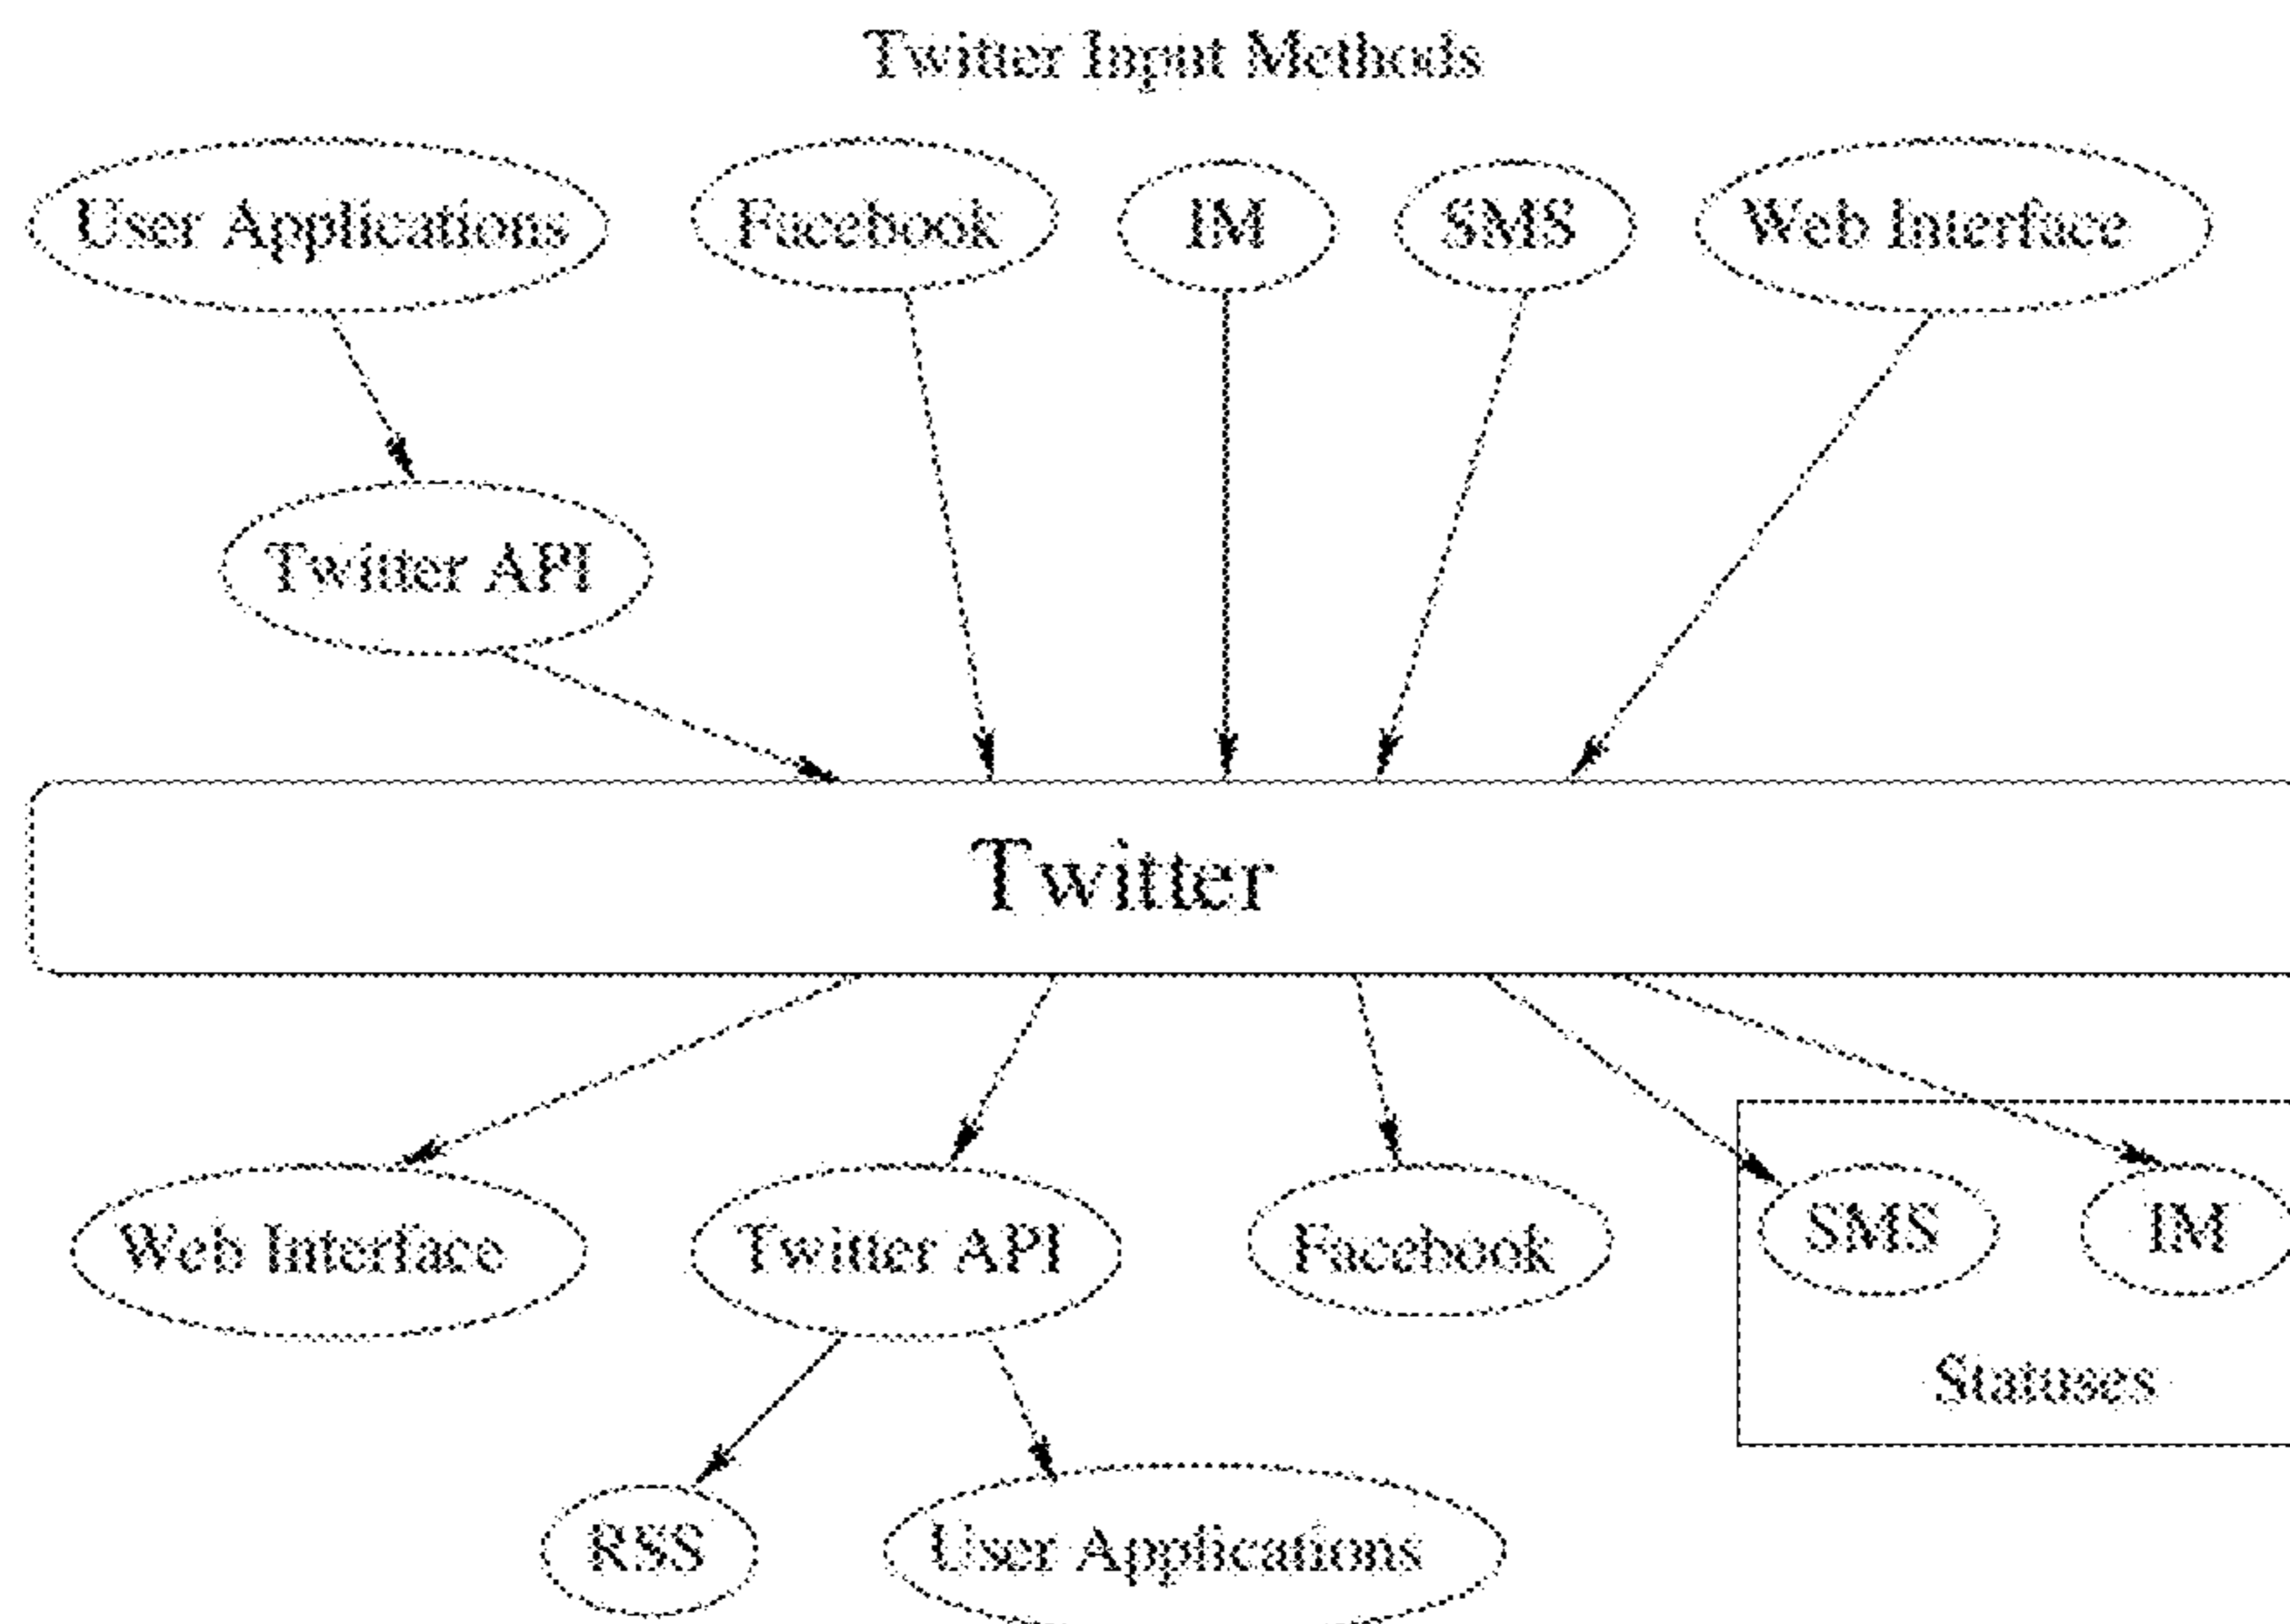 Twitter Input Methods
User Applications
Facebook
IM
SMS
Web Interface
Twitter API
Twitter
Web Interface
Twitter API
Facebook
SMS
IM
Statuses
RSS
User Applications